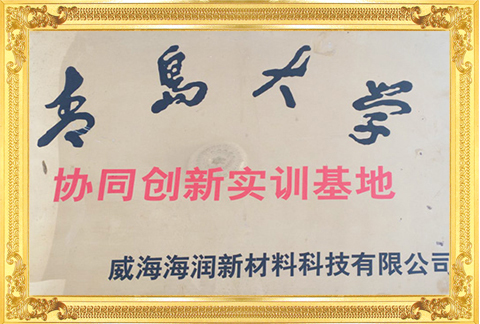 青岛大学
协同创新实训基地
威海海润新材料科技有限公司